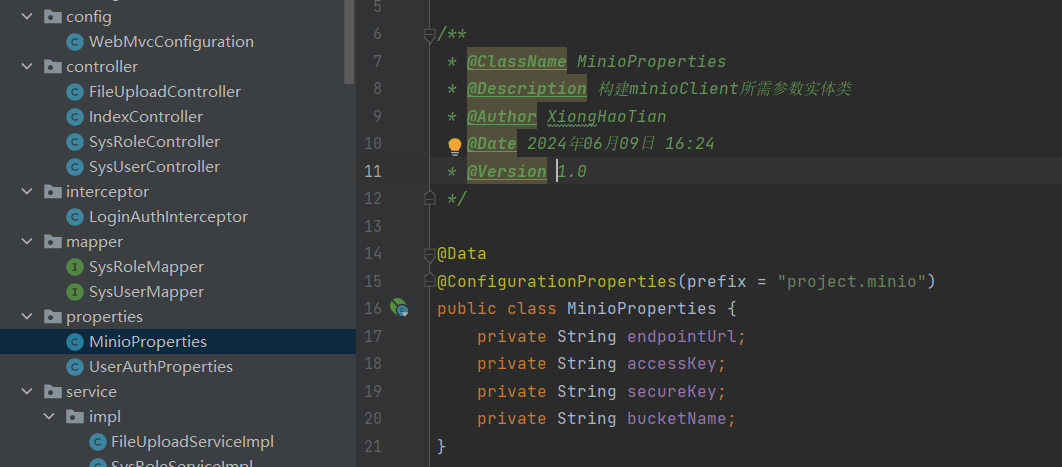 config
WebMvcConfiguration
controller
FileUploadController
IndexController
SysRoleController
SysUserController
interceptor
LoginAuthInterceptor
mapper
SysRoleMapper
SysUserMapper
properties
MinioProperties
UserAuthProperties
service
impl
FileUploadServiceImpl
SysRoleServiceImpl
5
6 /**
7 * @ClassName MinioProperties
8 * @Description 构建minioClient所需参数实体类
9 * @Author XiongHaoTian
10 * @Date 2024年06月09日 16:24
11 * @Version 1.0
12 */
13
14 @Data
15 @ConfigurationProperties(prefix = "project.minio")
16 public class MinioProperties {
17 private String endpointUrl;
18 private String accessKey;
19 private String secureKey;
20 private String bucketName;
21 }